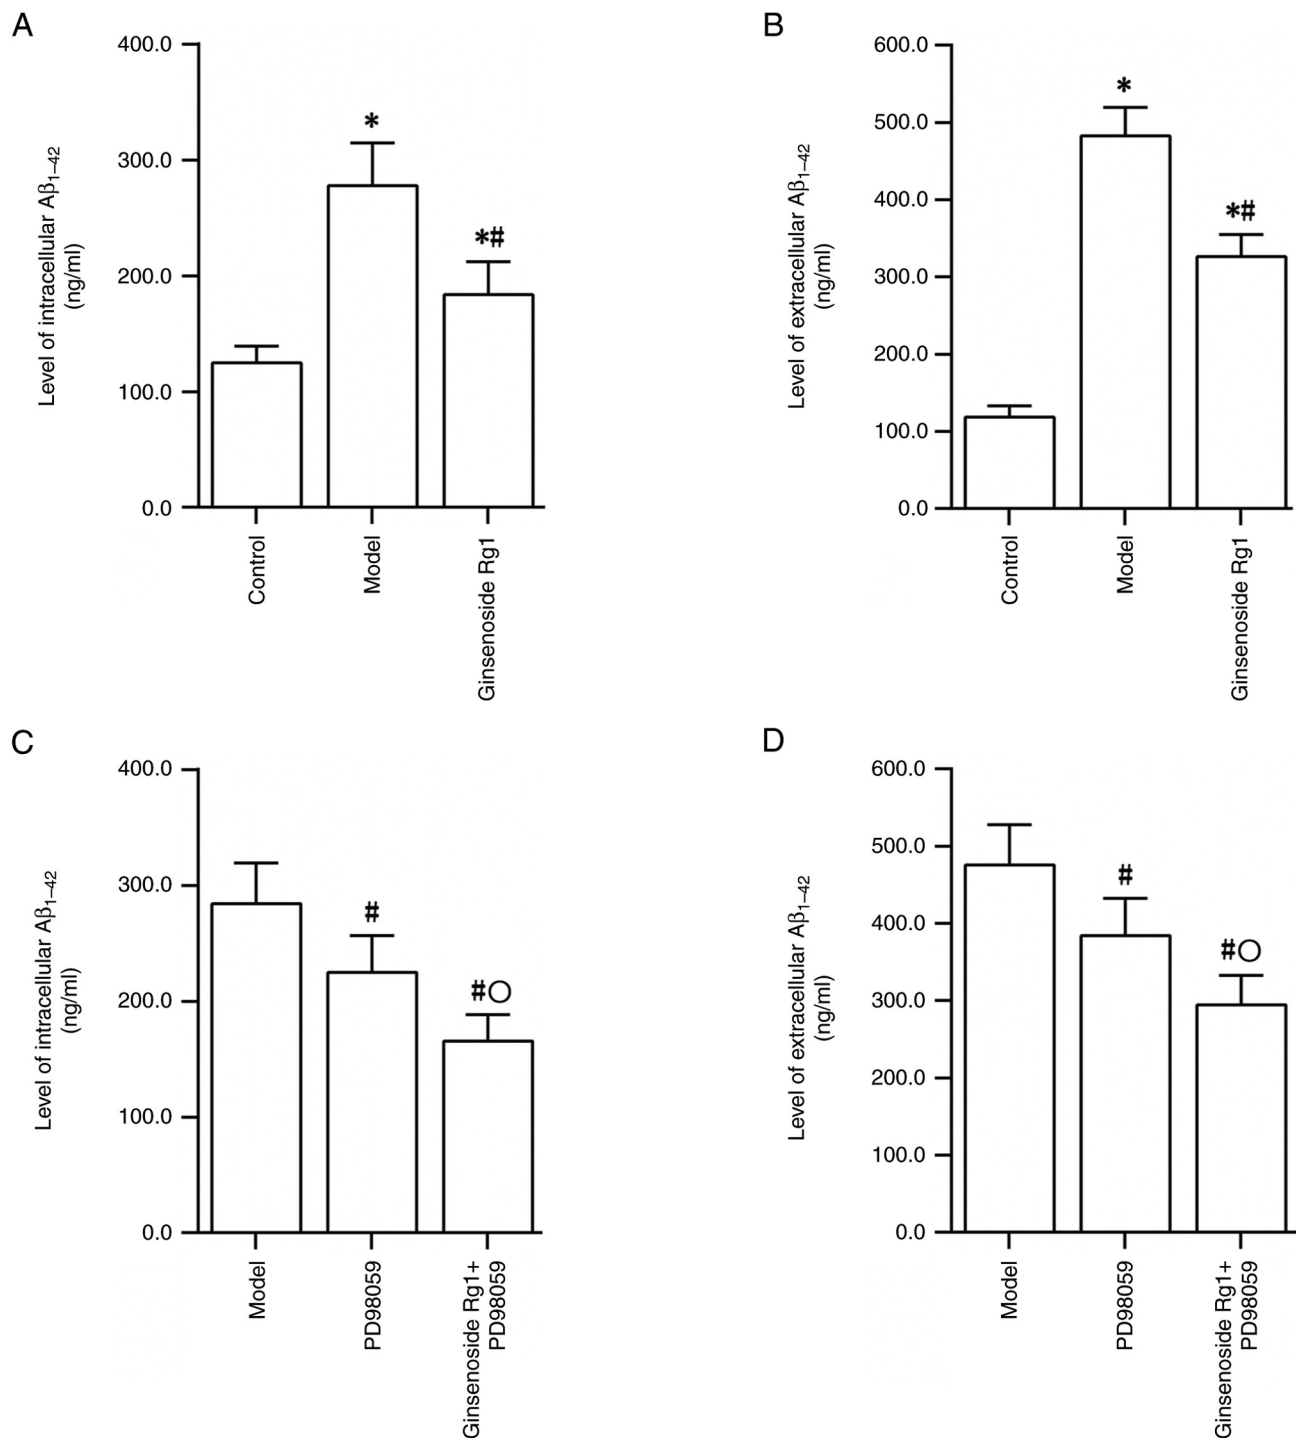 A
Level of intracellular Aβ1–42
(ng/ml)
400.0
300.0
200.0
100.0
0.0
*
*#
Control
Model
Ginsenoside Rg1
B
Level of extracellular Aβ1–42
(ng/ml)
600.0
500.0
400.0
300.0
200.0
100.0
0.0
*
*#
Control
Model
Ginsenoside Rg1
C
Level of intracellular Aβ1–42
(ng/ml)
400.0
300.0
200.0
100.0
0.0
#
#○
Model
PD98059
Ginsenoside Rg1+
PD98059
D
Level of extracellular Aβ1–42
(ng/ml)
600.0
500.0
400.0
300.0
200.0
100.0
0.0
#
#○
Model
PD98059
Ginsenoside Rg1+
PD98059